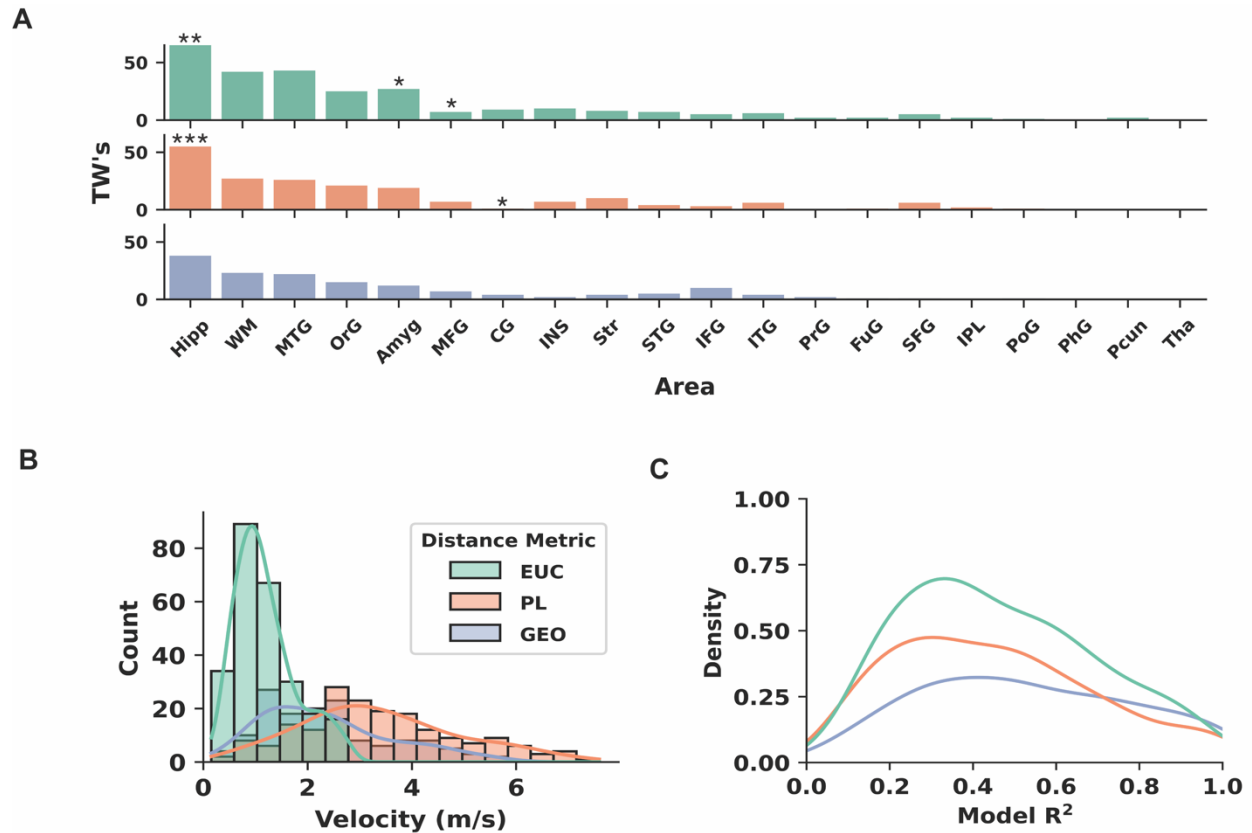 A
**
50
*
*
0
***
50
*
0
TW's
50
0
Hipp WM MTG OrG Amyg MFG CG INS Str STG IFG ITG PrG FuG SFG IPL PoG PhG Pcun Tha
Area
B
80
60
40
20
0
Count
0 2 4 6
Velocity (m/s)
Distance Metric
EUC
PL
GEO
C
1.00
0.75
0.50
0.25
0.00
Density
0.0 0.2 0.4 0.6 0.8 1.0
Model R²